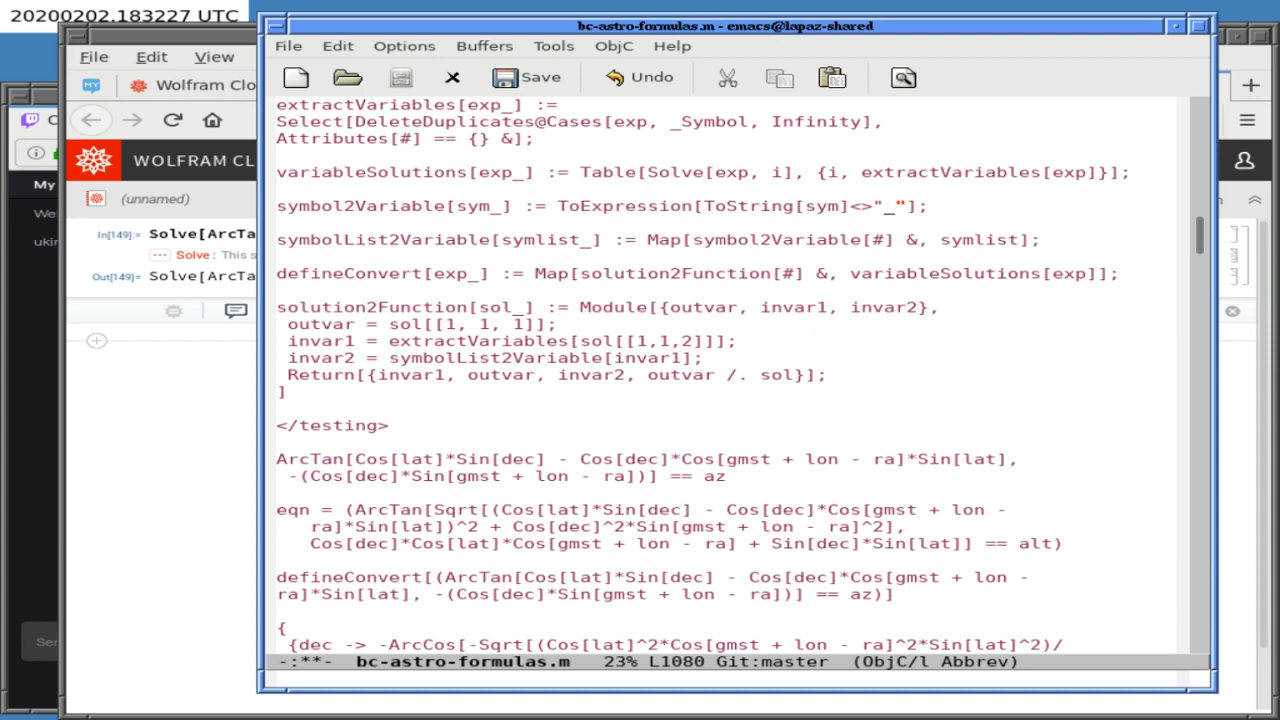 20200202.183227 UTC
bc-astro-formulas.m - emacs@lapaz-shared
File Edit Options Buffers Tools ObjC Help
Save Undo
File Edit View
Wolfram Clo
WOLFRAM CL
(unnamed)
In[149]:= Solve[ArcTa
Solve: This s
Out[149]= Solve[ArcTa
My
We
ukin
Sen
extractVariables[exp_] :=
Select[DeleteDuplicates@Cases[exp, _Symbol, Infinity],
Attributes[#] == {} &];
variableSolutions[exp_] := Table[Solve[exp, i], {i, extractVariables[exp]}];
symbol2Variable[sym_] := ToExpression[ToString[sym]<>"_"];
symbolList2Variable[symlist_] := Map[symbol2Variable[#] &, symlist];
defineConvert[exp_] := Map[solution2Function[#] &, variableSolutions[exp]];
solution2Function[sol_] := Module[{outvar, invar1, invar2},
outvar = sol[[1, 1, 1]];
invar1 = extractVariables[sol[[1,1,2]]];
invar2 = symbolList2Variable[invar1];
Return[{invar1, outvar, invar2, outvar /. sol}];
]
</testing>
ArcTan[Cos[lat]*Sin[dec] - Cos[dec]*Cos[gmst + lon - ra]*Sin[lat],
-(Cos[dec]*Sin[gmst + lon - ra])] == az
eqn = (ArcTan[Sqrt[(Cos[lat]*Sin[dec] - Cos[dec]*Cos[gmst + lon -
ra]*Sin[lat])^2 + Cos[dec]^2*Sin[gmst + lon - ra]^2],
Cos[dec]*Cos[lat]*Cos[gmst + lon - ra] + Sin[dec]*Sin[lat]] == alt)
defineConvert[(ArcTan[Cos[lat]*Sin[dec] - Cos[dec]*Cos[gmst + lon -
ra]*Sin[lat], -(Cos[dec]*Sin[gmst + lon - ra])] == az)]
{
{dec -> -ArcCos[-Sqrt[(Cos[lat]^2*Cos[gmst + lon - ra]^2*Sin[lat]^2)/
-:**- bc-astro-formulas.m 23% L1080 Git:master (ObjC/l Abbrev)